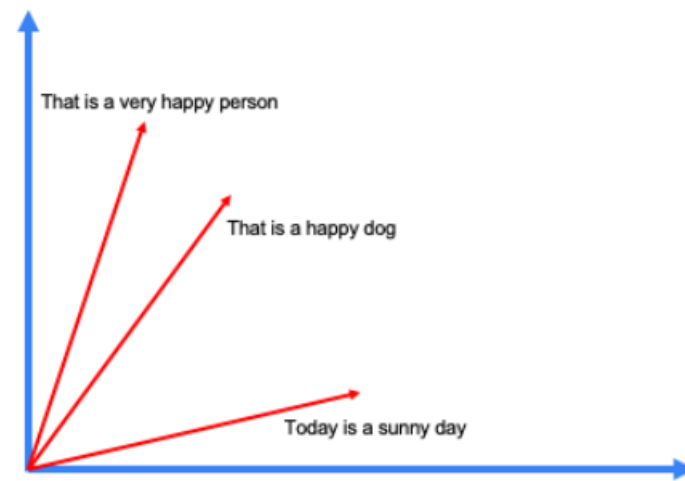 That is a very happy person
That is a happy dog
Today is a sunny day